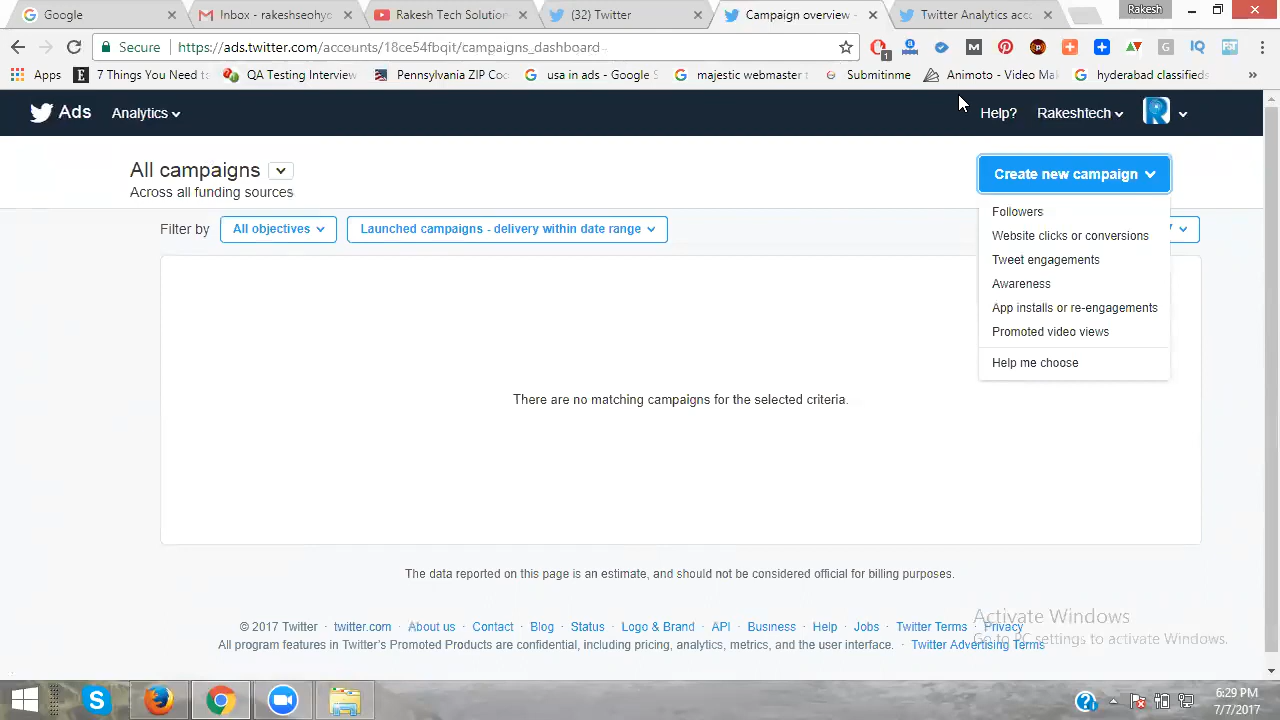 Google
Inbox - rakeshseohyc
Rakesh Tech Solution
(32) Twitter
Campaign overview -
Twitter Analytics acc
Rakesh
Secure
https://ads.twitter.com/accounts/18ce54fbqit/campaigns_dashboard
1
Apps
7 Things You Need t
QA Testing Interview
Pennsylvania ZIP Co
usa in ads - Google S
majestic webmaster t
Submitinme
Animoto - Video Ma
hyderabad classifieds
»
Ads
Analytics
Help?
Rakeshtech
All campaigns
Across all funding sources
Create new campaign
Filter by
All objectives
Launched campaigns - delivery within date range
7
Followers
Website clicks or conversions
Tweet engagements
Awareness
App installs or re-engagements
Promoted video views
Help me choose
There are no matching campaigns for the selected criteria.
The data reported on this page is an estimate, and should not be considered official for billing purposes.
Activate Windows
Go to PC settings to activate Windows.
© 2017 Twitter · twitter.com · About us · Contact · Blog · Status · Logo & Brand · API · Business · Help · Jobs · Twitter Terms · Privacy
All program features in Twitter's Promoted Products are confidential, including pricing, analytics, metrics, and the user interface. · Twitter Advertising Terms
6:29 PM
7/7/2017